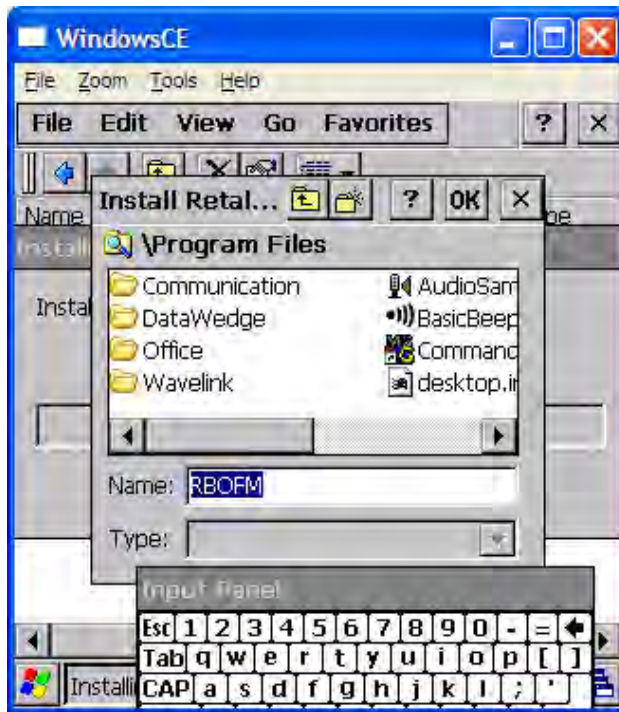 WindowsCE
File Zoom Tools Help
File Edit View Go Favorites ? ×
Install Retal... ? OK ×
Name
\Program Files
Communication AudioSam
DataWedge BasicBeep
Instal
Office Command
Wavelink desktop.in
Name: RBOFM
Type:
Input Panel
Esc 1 2 3 4 5 6 7 8 9 0 - =
Tab q w e r t y u i o p [ ]
Installi CAP a s d f g h j k l ; '